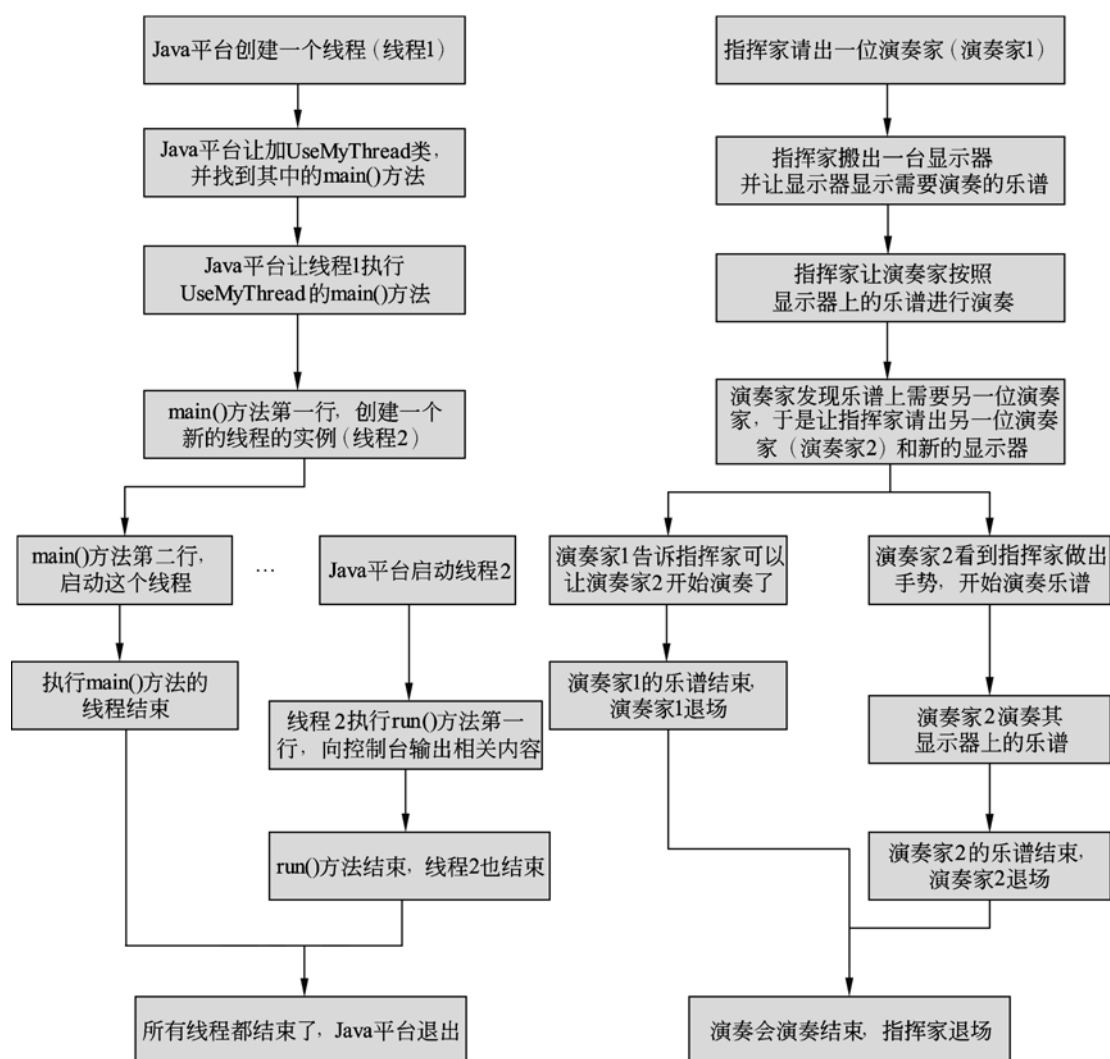 Java平台创建一个线程(线程1)
Java平台让加UseMyThread类,
并找到其中的main()方法
Java平台让线程1执行
UseMyThread的main()方法
main()方法第一行，创建一个
新的线程的实例(线程2)
main()方法第二行,
启动这个线程
…
Java平台启动线程2
执行main()方法的
线程结束
线程2执行run()方法第一
行，向控制台输出相关内容
run()方法结束，线程2也结束
所有线程都结束了，Java平台退出
指挥家请出一位演奏家(演奏家1)
指挥家搬出一台显示器
并让显示器显示需要演奏的乐谱
指挥家让演奏家按照
显示器上的乐谱进行演奏
演奏家发现乐谱上需要另一位演奏
家，于是让指挥家请出另一位演奏
家（演奏家2）和新的显示器
演奏家1告诉指挥家可以
让演奏家2开始演奏了
演奏家2看到指挥家做出
手势，开始演奏乐谱
演奏家1的乐谱结束,
演奏家1退场
演奏家2演奏其
显示器上的乐谱
演奏家2的乐谱结束,
演奏家2退场
演奏会演奏结束，指挥家退场